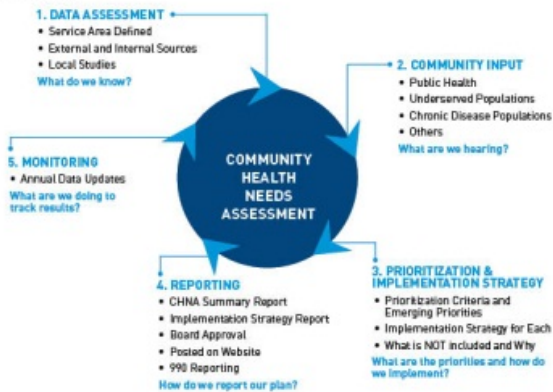 1. DATA ASSESSMENT
• Service Area Defined
• External and Internal Sources
• Local Studies
What do we know?
2. COMMUNITY INPUT
• Public Health
• Underserved Populations
• Chronic Disease Populations
• Others
What are we hearing?
COMMUNITY
HEALTH
NEEDS
ASSESSMENT
3. PRIORITIZATION &
IMPLEMENTATION STRATEGY
• Prioritization Criteria and
Emerging Priorities
• Implementation Strategy for Each
• What is NOT included and Why
What are the priorities and how do
we implement?
4. REPORTING
• CHNA Summary Report
• Implementation Strategy Report
• Board Approval
• Posted on Website
• 990 Reporting
How do we report our plan?
5. MONITORING
• Annual Data Updates
What are we doing to
track results?